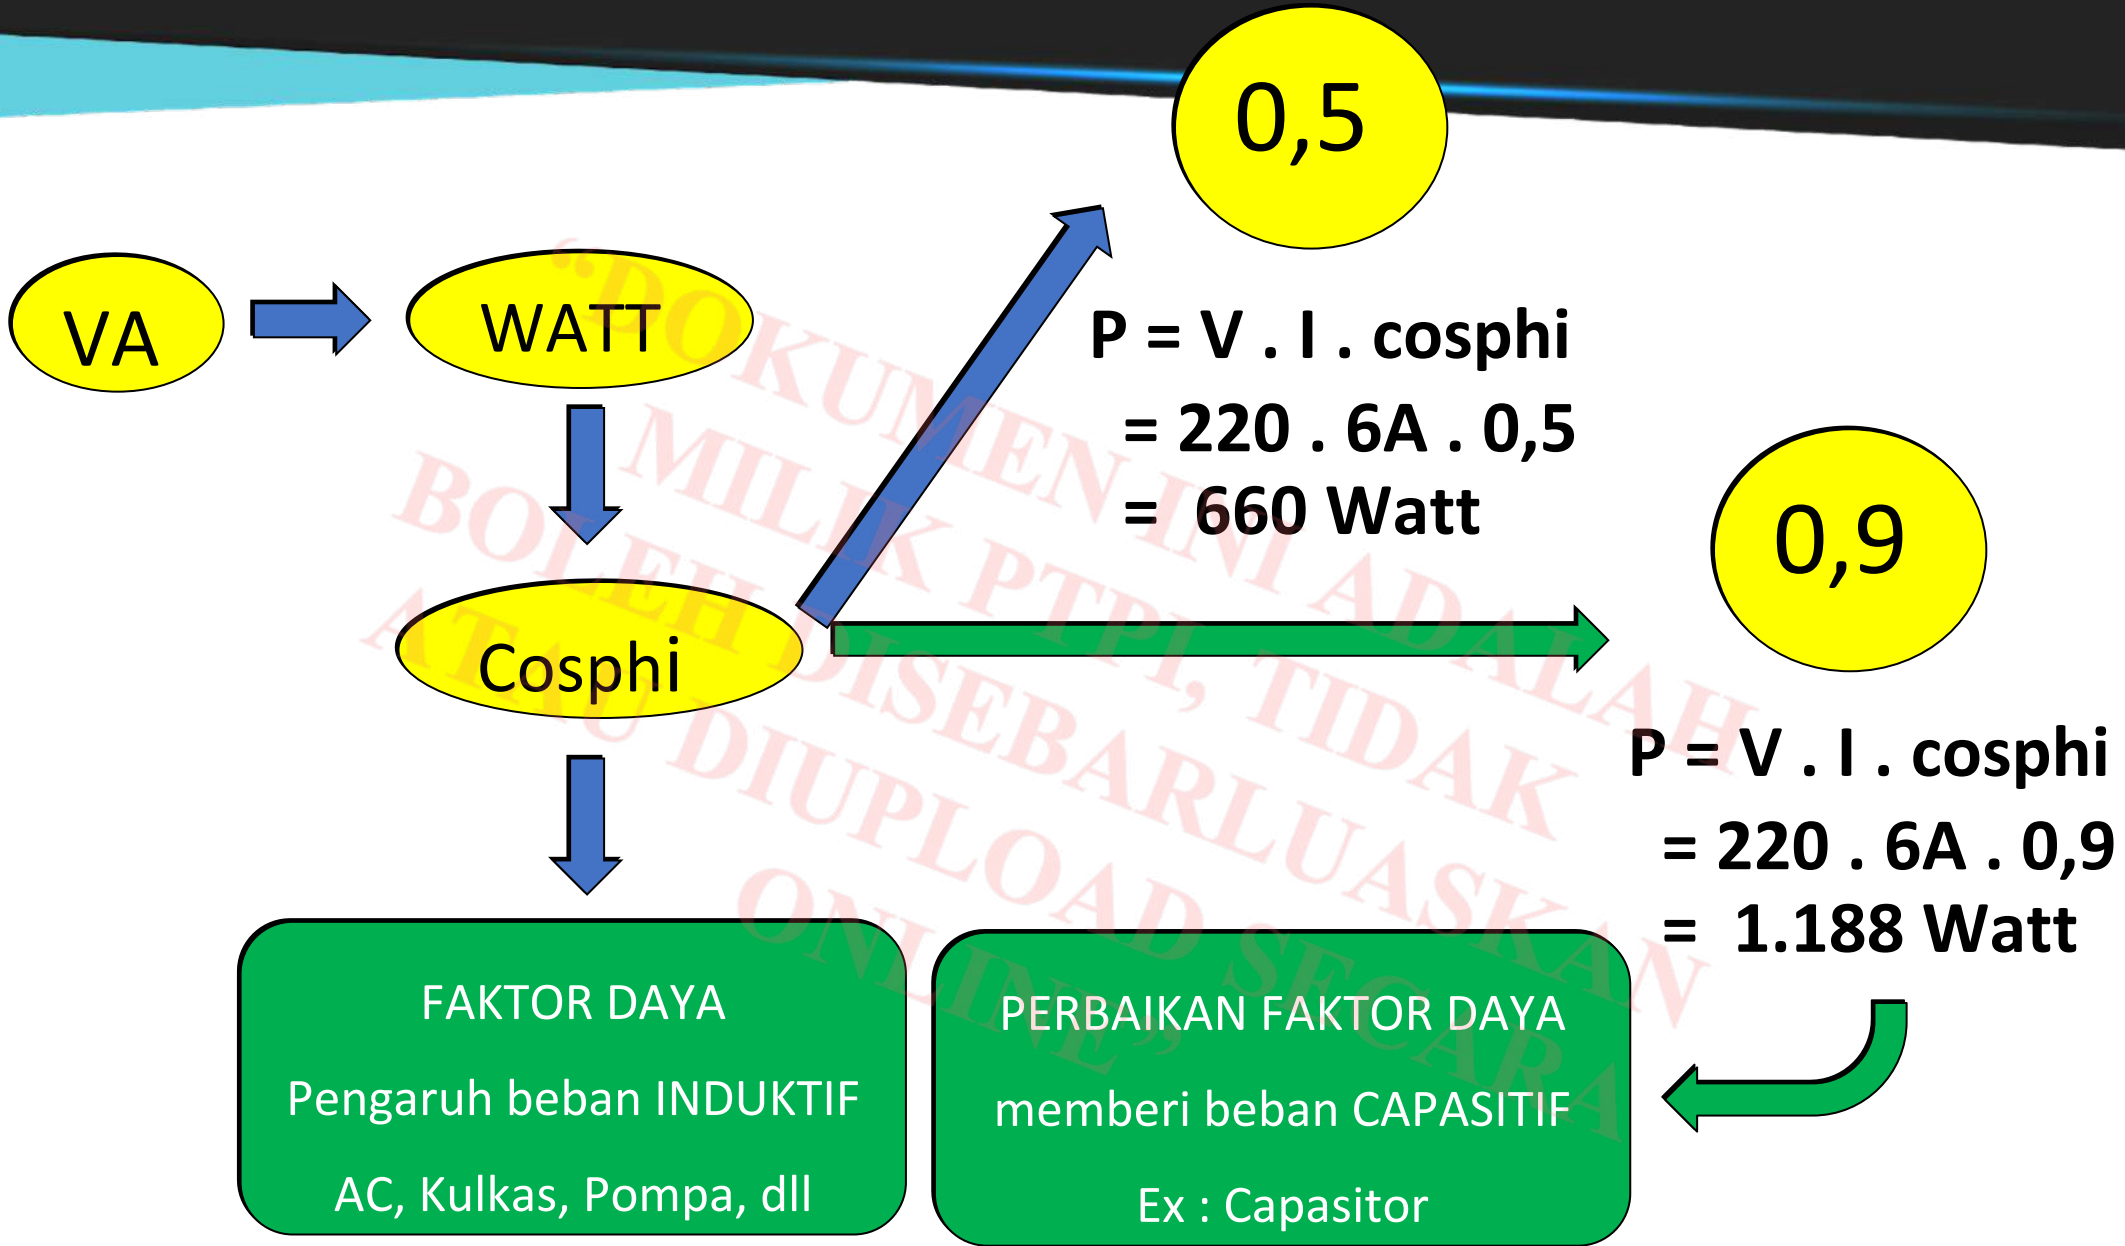 0,5
VA
WATT
P = V . I . cosphi
= 220 . 6A . 0,5
= 660 Watt
0,9
Cosphi
P = V . I . cosphi
= 220 . 6A . 0,9
= 1.188 Watt
FAKTOR DAYA
Pengaruh beban INDUKTIF
AC, Kulkas, Pompa, dll
PERBAIKAN FAKTOR DAYA
memberi beban CAPASITIF
Ex : Capasitor
“DOKUMEN INI ADALAH
MILIK PTPI, TIDAK
BOLEH DISEBARLUASKAN
ATAU DIUPLOAD SECARA
ONLINE”